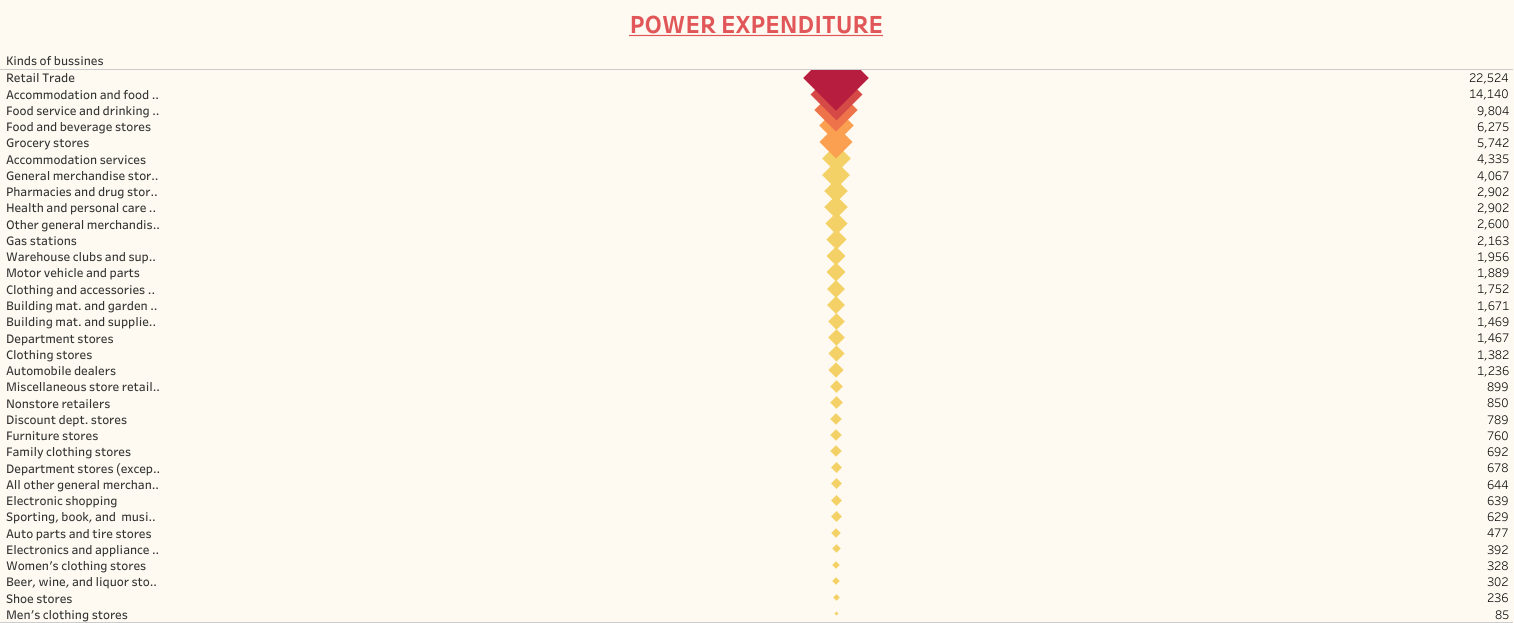 POWER EXPENDITURE
Kinds of bussines
Retail Trade 22,524
Accommodation and food .. 14,140
Food service and drinking .. 9,804
Food and beverage stores 6,275
Grocery stores 5,742
Accommodation services 4,335
General merchandise stor.. 4,067
Pharmacies and drug stor.. 2,902
Health and personal care .. 2,902
Other general merchandis.. 2,600
Gas stations 2,163
Warehouse clubs and sup.. 1,956
Motor vehicle and parts 1,889
Clothing and accessories .. 1,752
Building mat. and garden .. 1,671
Building mat. and supplie.. 1,469
Department stores 1,467
Clothing stores 1,382
Automobile dealers 1,236
Miscellaneous store retail.. 899
Nonstore retailers 850
Discount dept. stores 789
Furniture stores 760
Family clothing stores 692
Department stores (excep.. 678
All other general merchan.. 644
Electronic shopping 639
Sporting, book, and  musi.. 629
Auto parts and tire stores 477
Electronics and appliance .. 392
Women’s clothing stores 328
Beer, wine, and liquor sto.. 302
Shoe stores 236
Men’s clothing stores 85